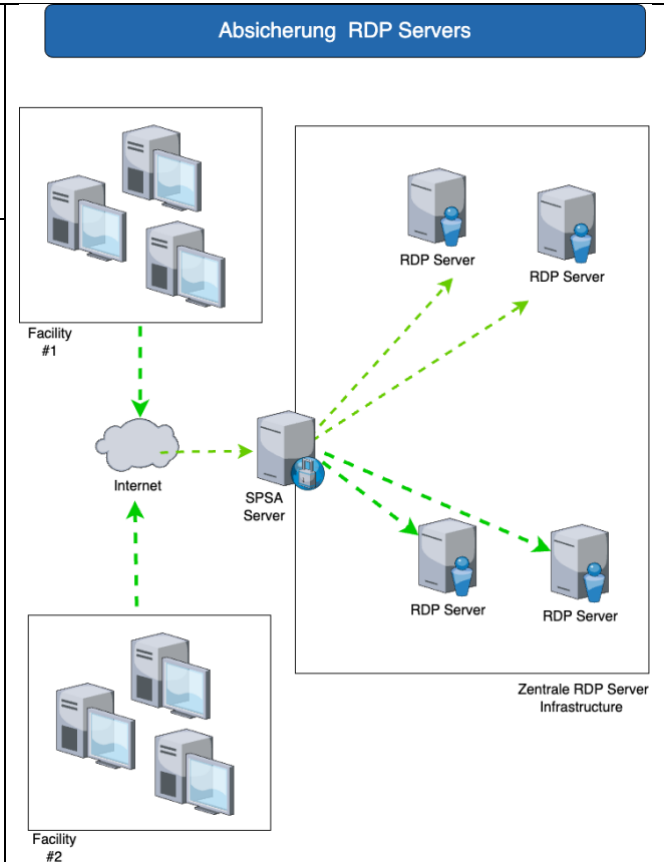 Absicherung RDP Servers
RDP Server
RDP Server
Facility
#1
Internet
SPSA
Server
RDP Server
RDP Server
Zentrale RDP Server
Infrastructure
Facility
#2